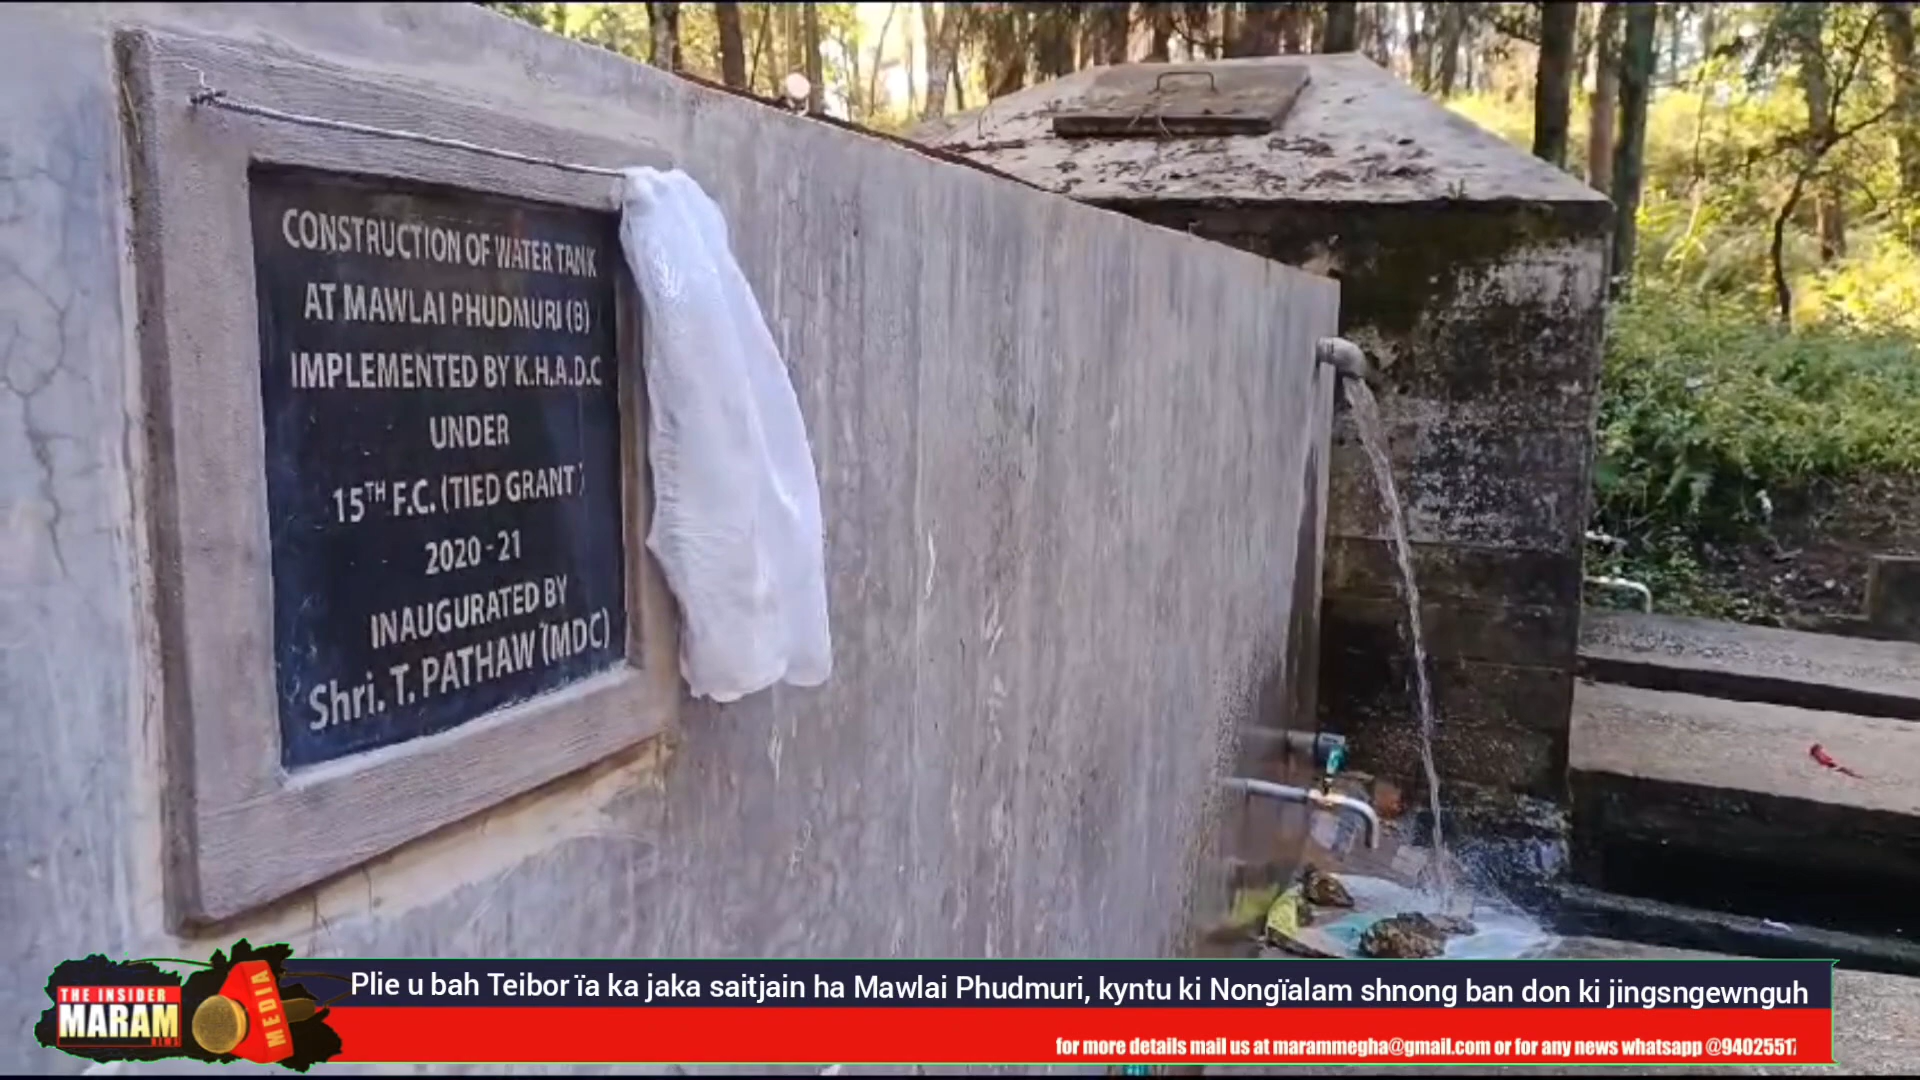 CONSTRUCTION OF WATER TANK
AT MAWLAI PHUDMURI (B)
IMPLEMENTED BY K.H.A.D.C
UNDER
15TH F.C. (TIED GRANT)
2020-21
INAUGURATED BY
Shri. T. PATHAW (MDC)
THE INSIDER
MARAM
NEWS
MEDIA
Plie u bah Teibor ïa ka jaka saitjain ha Mawlai Phudmuri, kyntu ki Nongïalam shnong ban don ki jingsngewnguh
for more details mail us at marammegha@gmail.com or for any news whatsapp @9402551